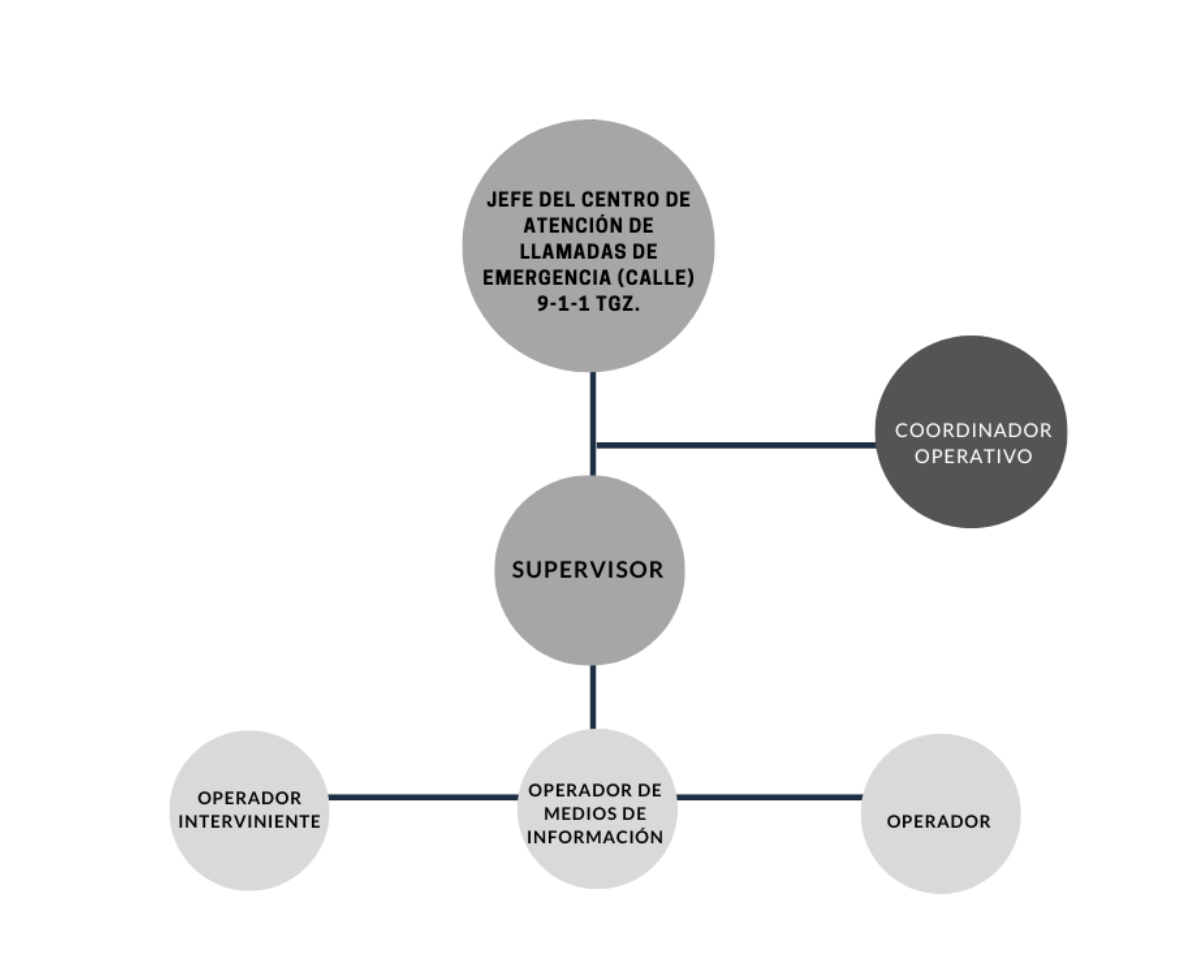 JEFE DEL CENTRO DE
ATENCIÓN DE
LLAMADAS DE
EMERGENCIA (CALLE)
9-1-1 TGZ.
COORDINADOR
OPERATIVO
SUPERVISOR
OPERADOR
INTERVINIENTE
OPERADOR DE
MEDIOS DE
INFORMACIÓN
OPERADOR